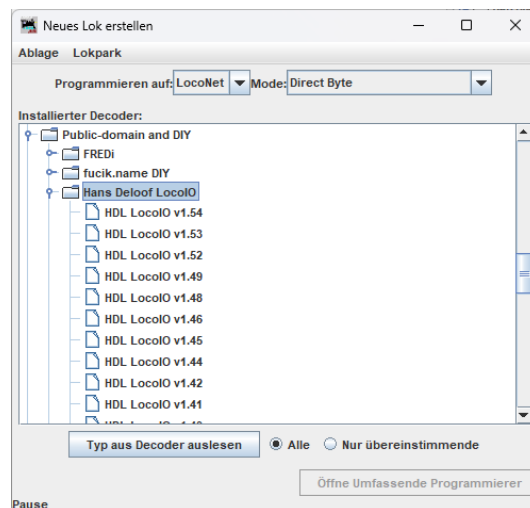 Neues Lok erstellen
Ablage Lokpark
Programmieren auf: LocoNet Mode: Direct Byte
Installierter Decoder:
Public-domain and DIY
FREDi
fucik.name DIY
Hans Deloof LocoIO
HDL LocoIO v1.54
HDL LocoIO v1.53
HDL LocoIO v1.52
HDL LocoIO v1.49
HDL LocoIO v1.48
HDL LocoIO v1.46
HDL LocoIO v1.45
HDL LocoIO v1.44
HDL LocoIO v1.42
HDL LocoIO v1.41
Typ aus Decoder auslesen Alle Nur übereinstimmende
Öffne Umfassende Programmierer
Pause